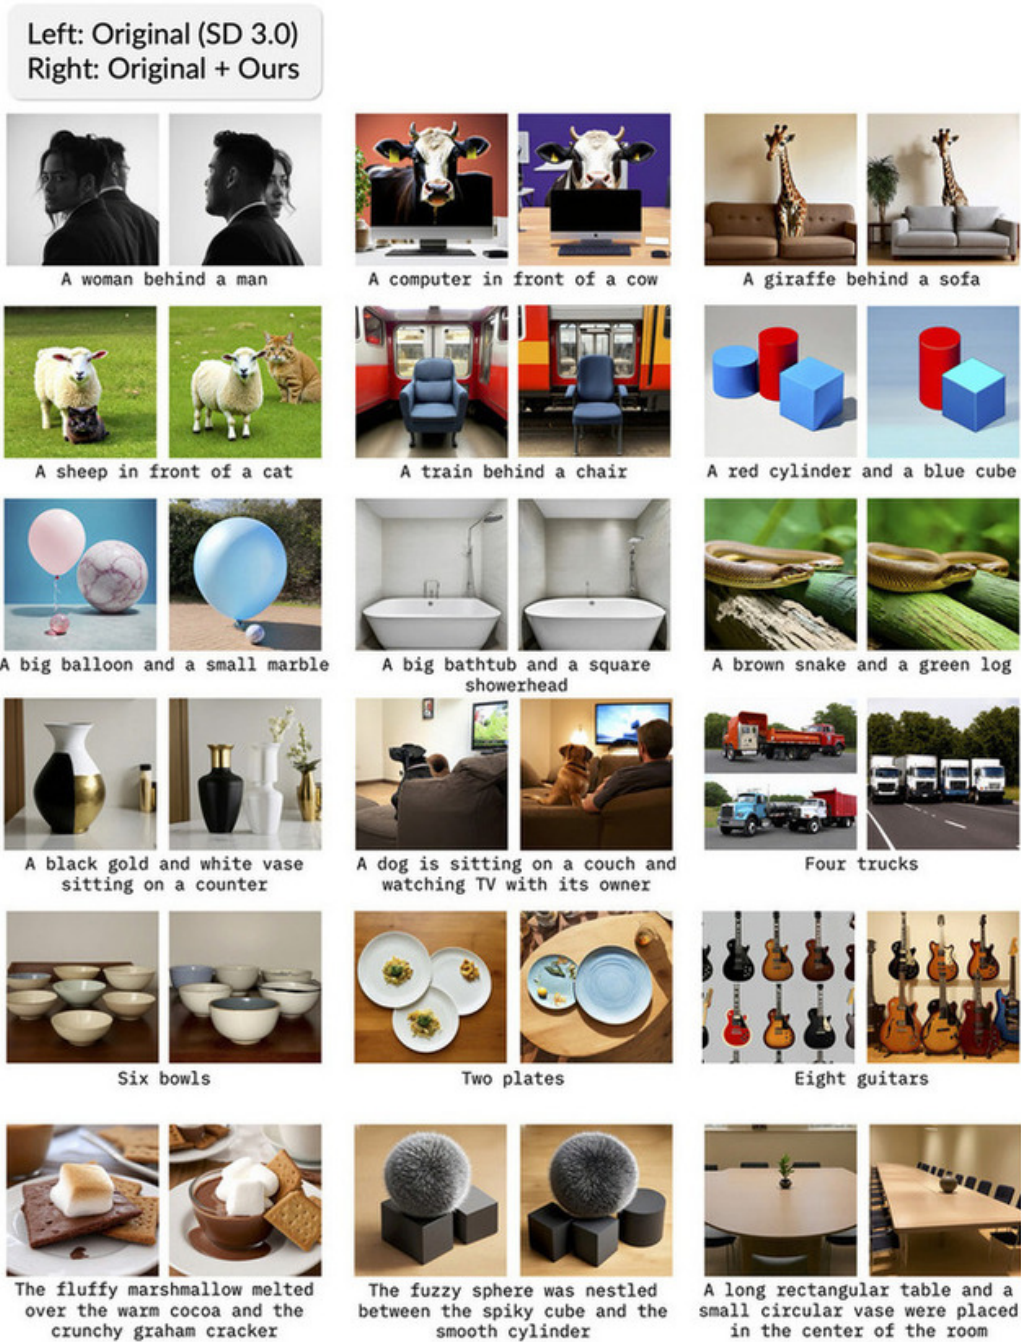 Left: Original (SD 3.0)
Right: Original + Ours
A woman behind a man
A computer in front of a cow
A giraffe behind a sofa
A sheep in front of a cat
A train behind a chair
A red cylinder and a blue cube
A big balloon and a small marble
A big bathtub and a square
showerhead
A brown snake and a green log
A black gold and white vase
sitting on a counter
A dog is sitting on a couch and
watching TV with its owner
Four trucks
Six bowls
Two plates
Eight guitars
The fluffy marshmallow melted
over the warm cocoa and the
crunchy graham cracker
The fuzzy sphere was nestled
between the spiky cube and the
smooth cylinder
A long rectangular table and a
small circular vase were placed
in the center of the room